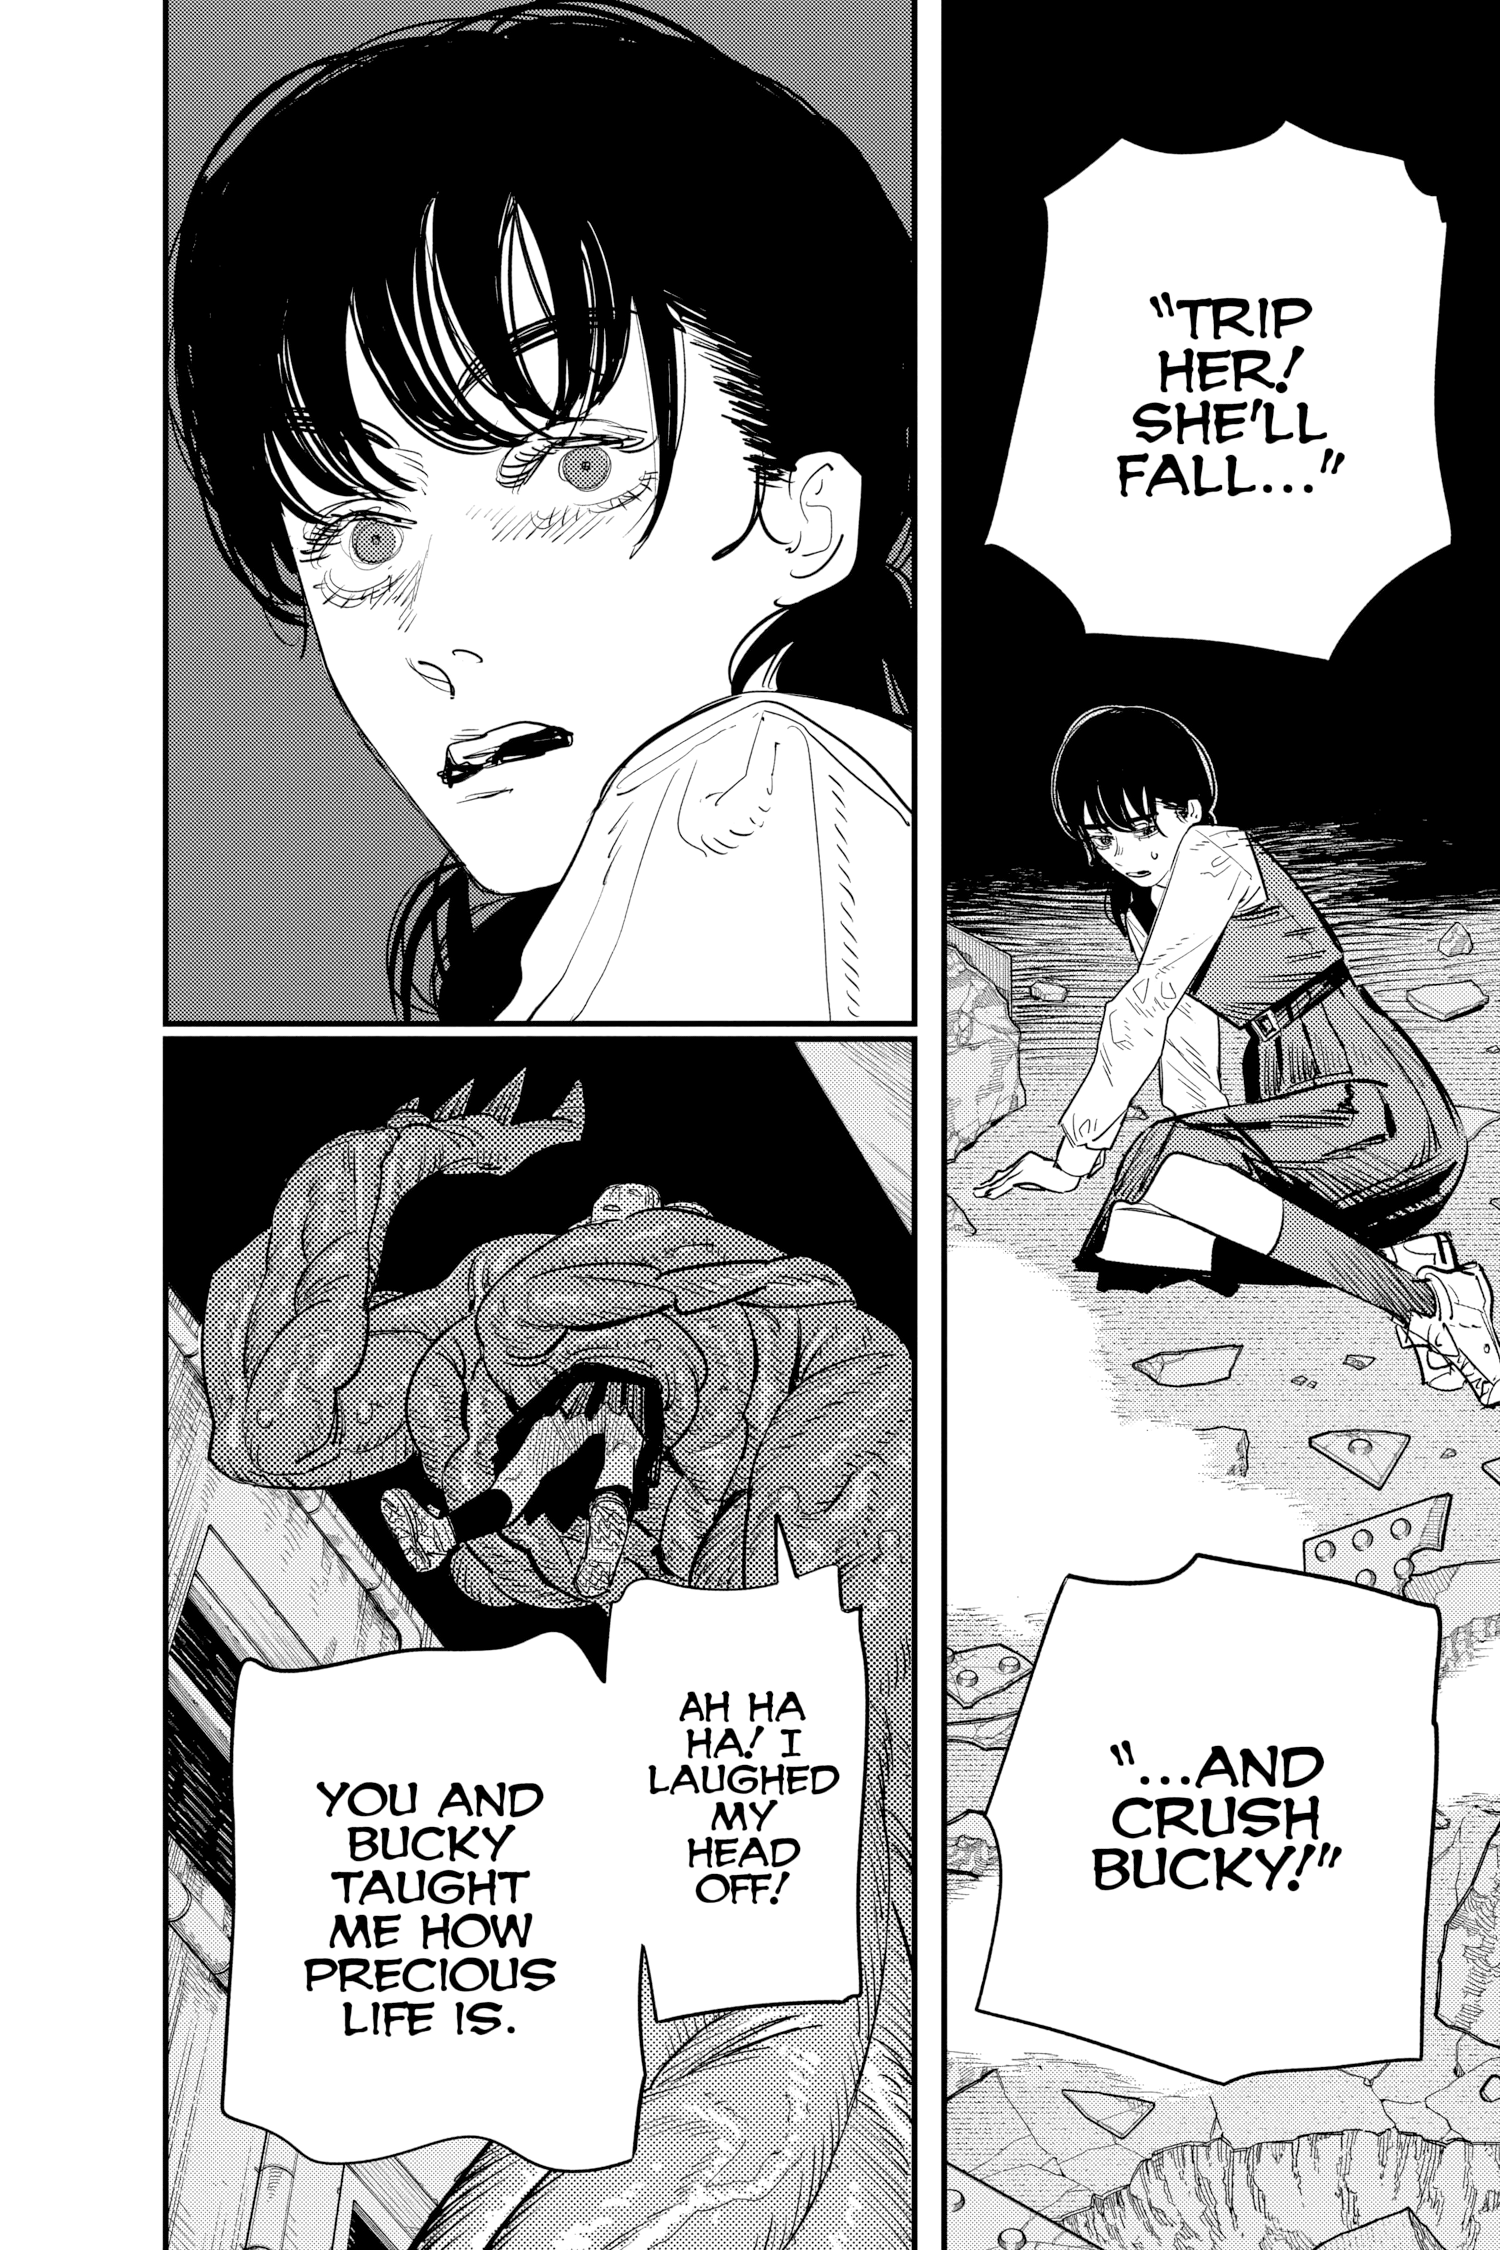 “TRIP
HER!
SHE'LL
FALL...”
“...AND
CRUSH
BUCKY!”
AH HA
HA! I
LAUGHED
MY
HEAD
OFF!
YOU AND
BUCKY
TAUGHT
ME HOW
PRECIOUS
LIFE IS.